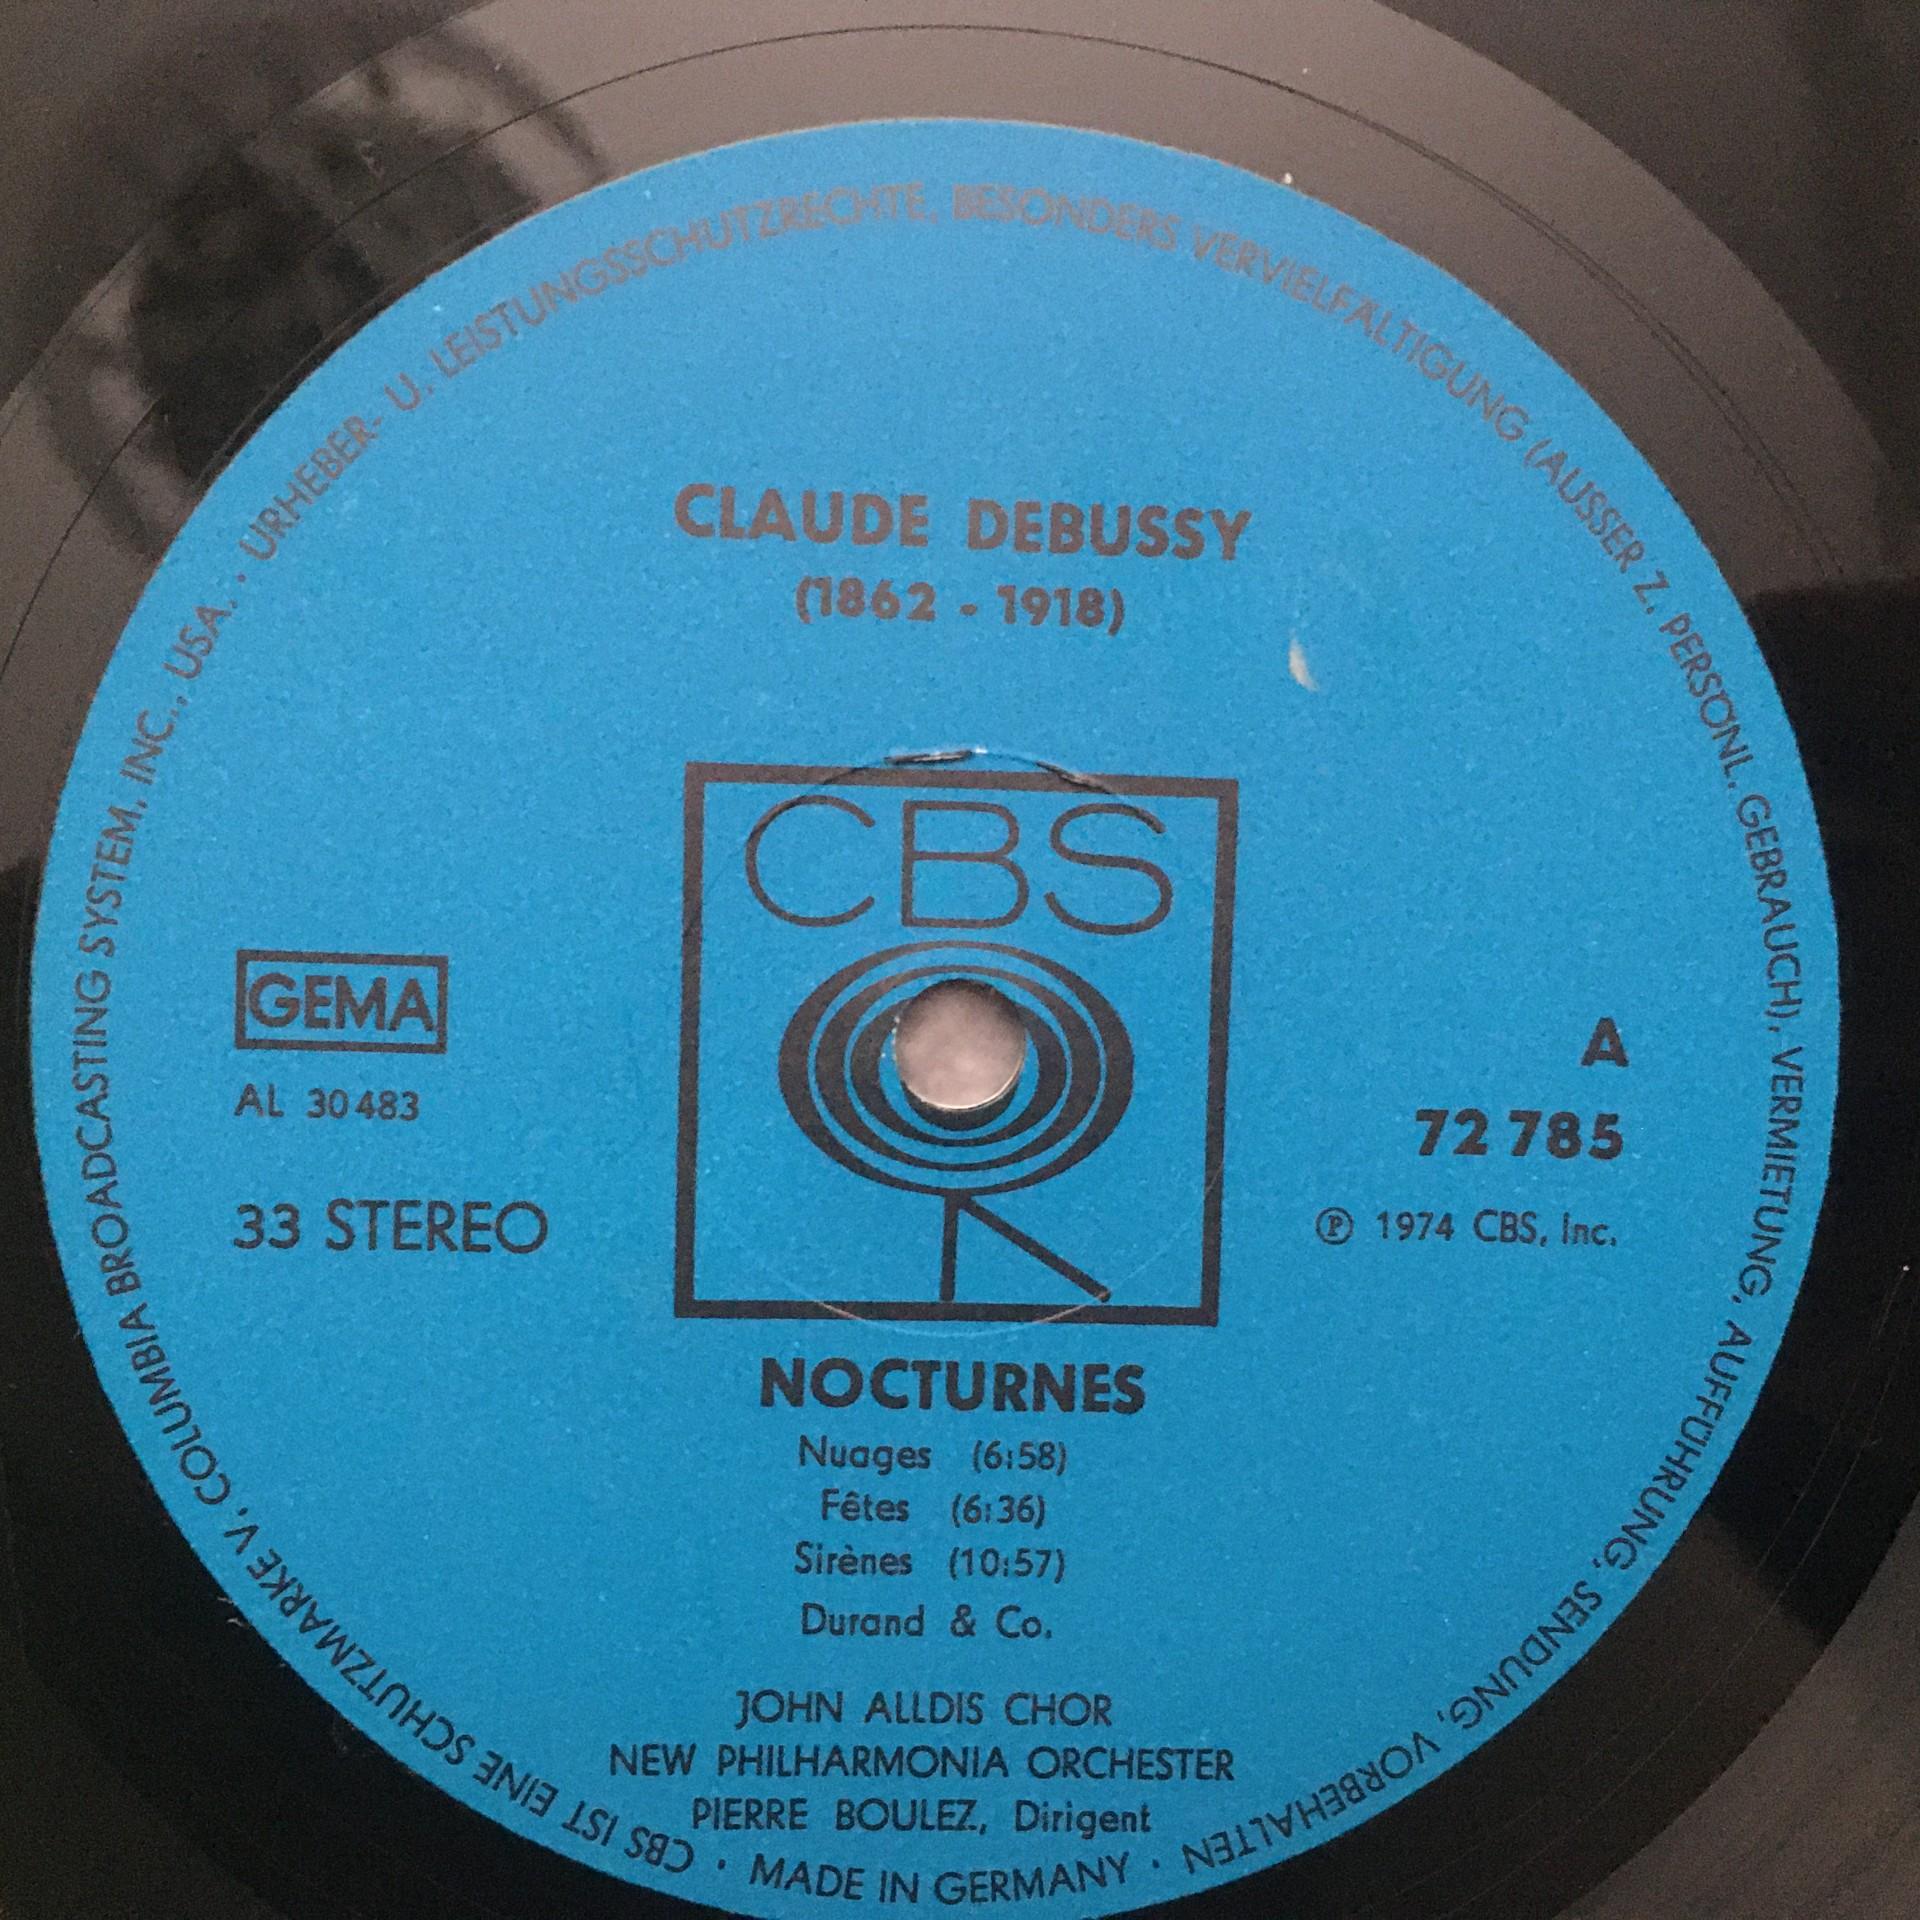 CLAUDE DEBUSSY
(1862 - 1918)
CBS
GEMA
AL 30483
33 STEREO
A
72 785
Ⓟ 1974 CBS, Inc.
NOCTURNES
Nuages (6:58)
Fêtes (6:36)
Sirènes (10:57)
Durand & Co.
JOHN ALLDIS CHOR
NEW PHILHARMONIA ORCHESTER
PIERRE BOULEZ, Dirigent
CBS IST EINE SCHUTZMARKE V. COLUMBIA BROADCASTING SYSTEM, INC., USA. · URHEBER- U. LEISTUNGSSCHUTZRECHTE, BESONDERS VERVIELFÄLTIGUNG (AUSSER Z. PERSÖNL. GEBRAUCH), VERMIETUNG, AUFFÜHRUNG, SENDUNG, VORBEHALTEN · MADE IN GERMANY ·